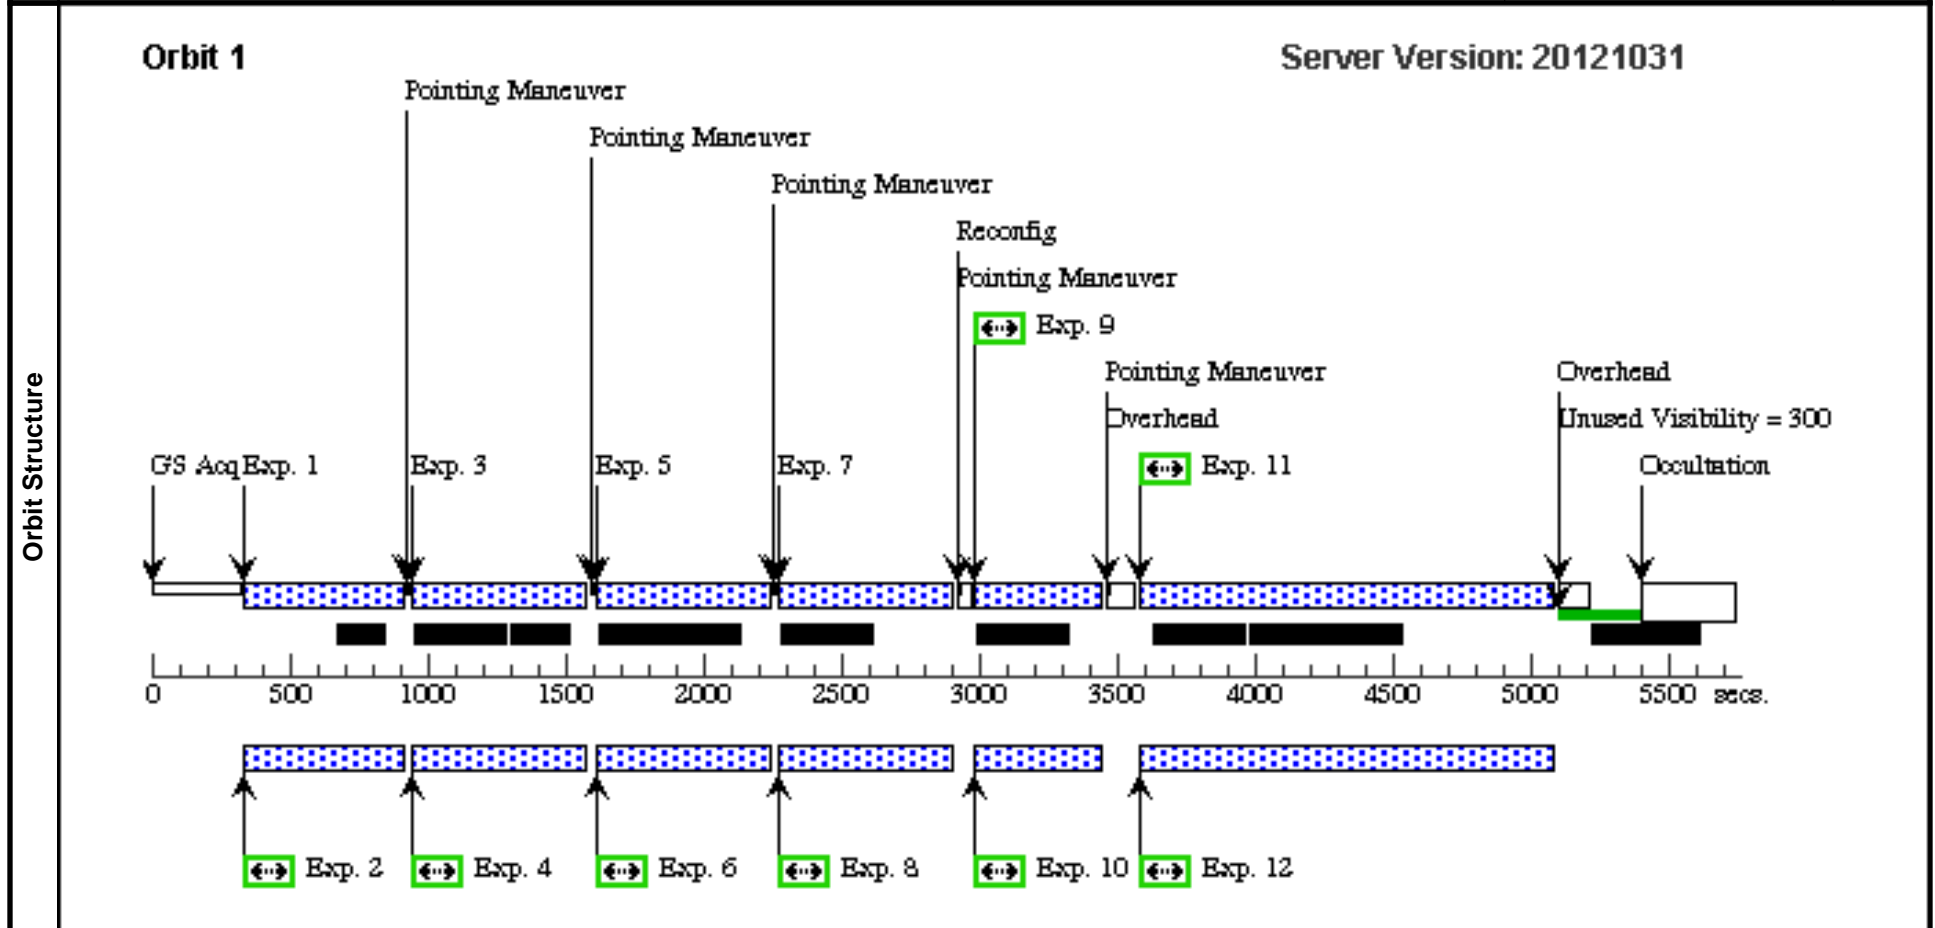 Orbit 1
Server Version: 20121031
Pointing Maneuver
Pointing Maneuver
Pointing Maneuver
Reconfig
Pointing Maneuver
Exp. 9
Pointing Maneuver
Overhead
Overhead
Unused Visibility = 300
GS Acq Exp. 1
Exp. 3
Exp. 5
Exp. 7
Exp. 11
Occultation
Orbit Structure
0 500 1000 1500 2000 2500 3000 3500 4000 4500 5000 5500 secs.
Exp. 2
Exp. 4
Exp. 6
Exp. 8
Exp. 10
Exp. 12